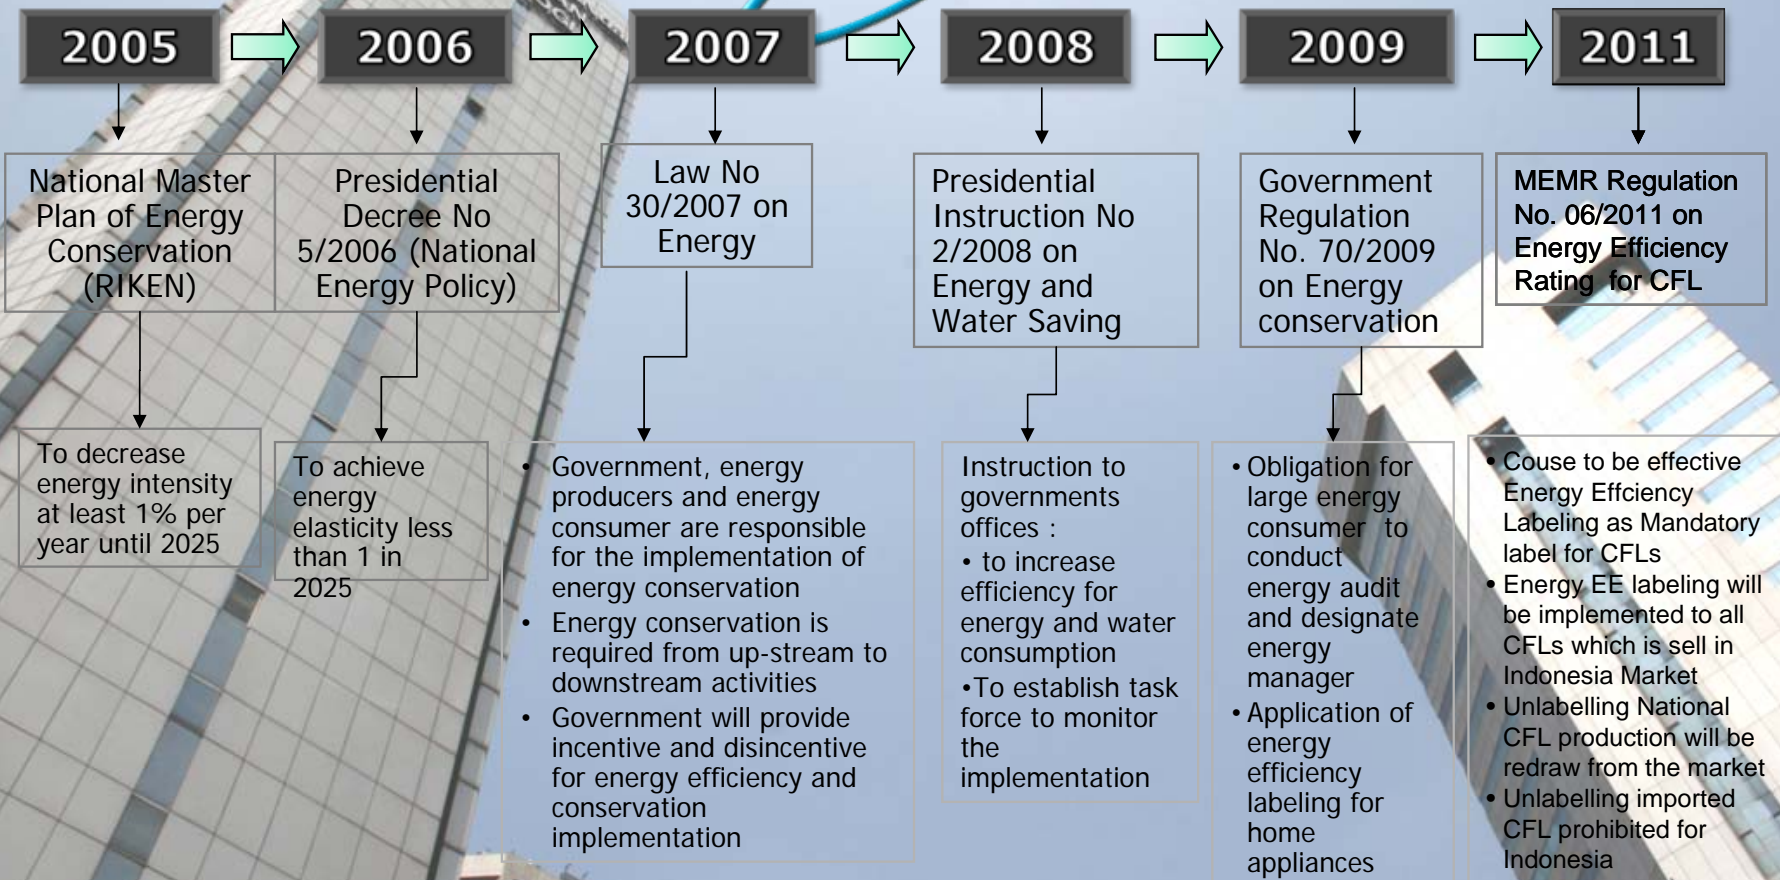 2005
2006
2007
2008
2009
2011
National Master
Plan of Energy
Conservation
(RIKEN)
Presidential
Decree No
5/2006 (National
Energy Policy)
Law No
30/2007 on
Energy
Presidential
Instruction No
2/2008 on
Energy and
Water Saving
Government
Regulation
No. 70/2009
on Energy
conservation
MEMR Regulation
No. 06/2011 on
Energy Efficiency
Rating for CFL
To decrease
energy intensity
at least 1% per
year until 2025
To achieve
energy
elasticity less
than 1 in
2025
• Government, energy
producers and energy
consumer are responsible
for the implementation of
energy conservation
• Energy conservation is
required from up-stream to
downstream activities
• Government will provide
incentive and disincentive
for energy efficiency and
conservation
implementation
Instruction to
governments
offices :
• to increase
efficiency for
energy and water
consumption
•To establish task
force to monitor
the
implementation
• Obligation for
large energy
consumer to
conduct
energy audit
and designate
energy
manager
• Application of
energy
efficiency
labeling for
home
appliances
• Couse to be effective
Energy Effciency
Labeling as Mandatory
label for CFLs
• Energy EE labeling will
be implemented to all
CFLs which is sell in
Indonesia Market
• Unlabelling National
CFL production will be
redraw from the market
• Unlabelling imported
CFL prohibited for
Indonesia